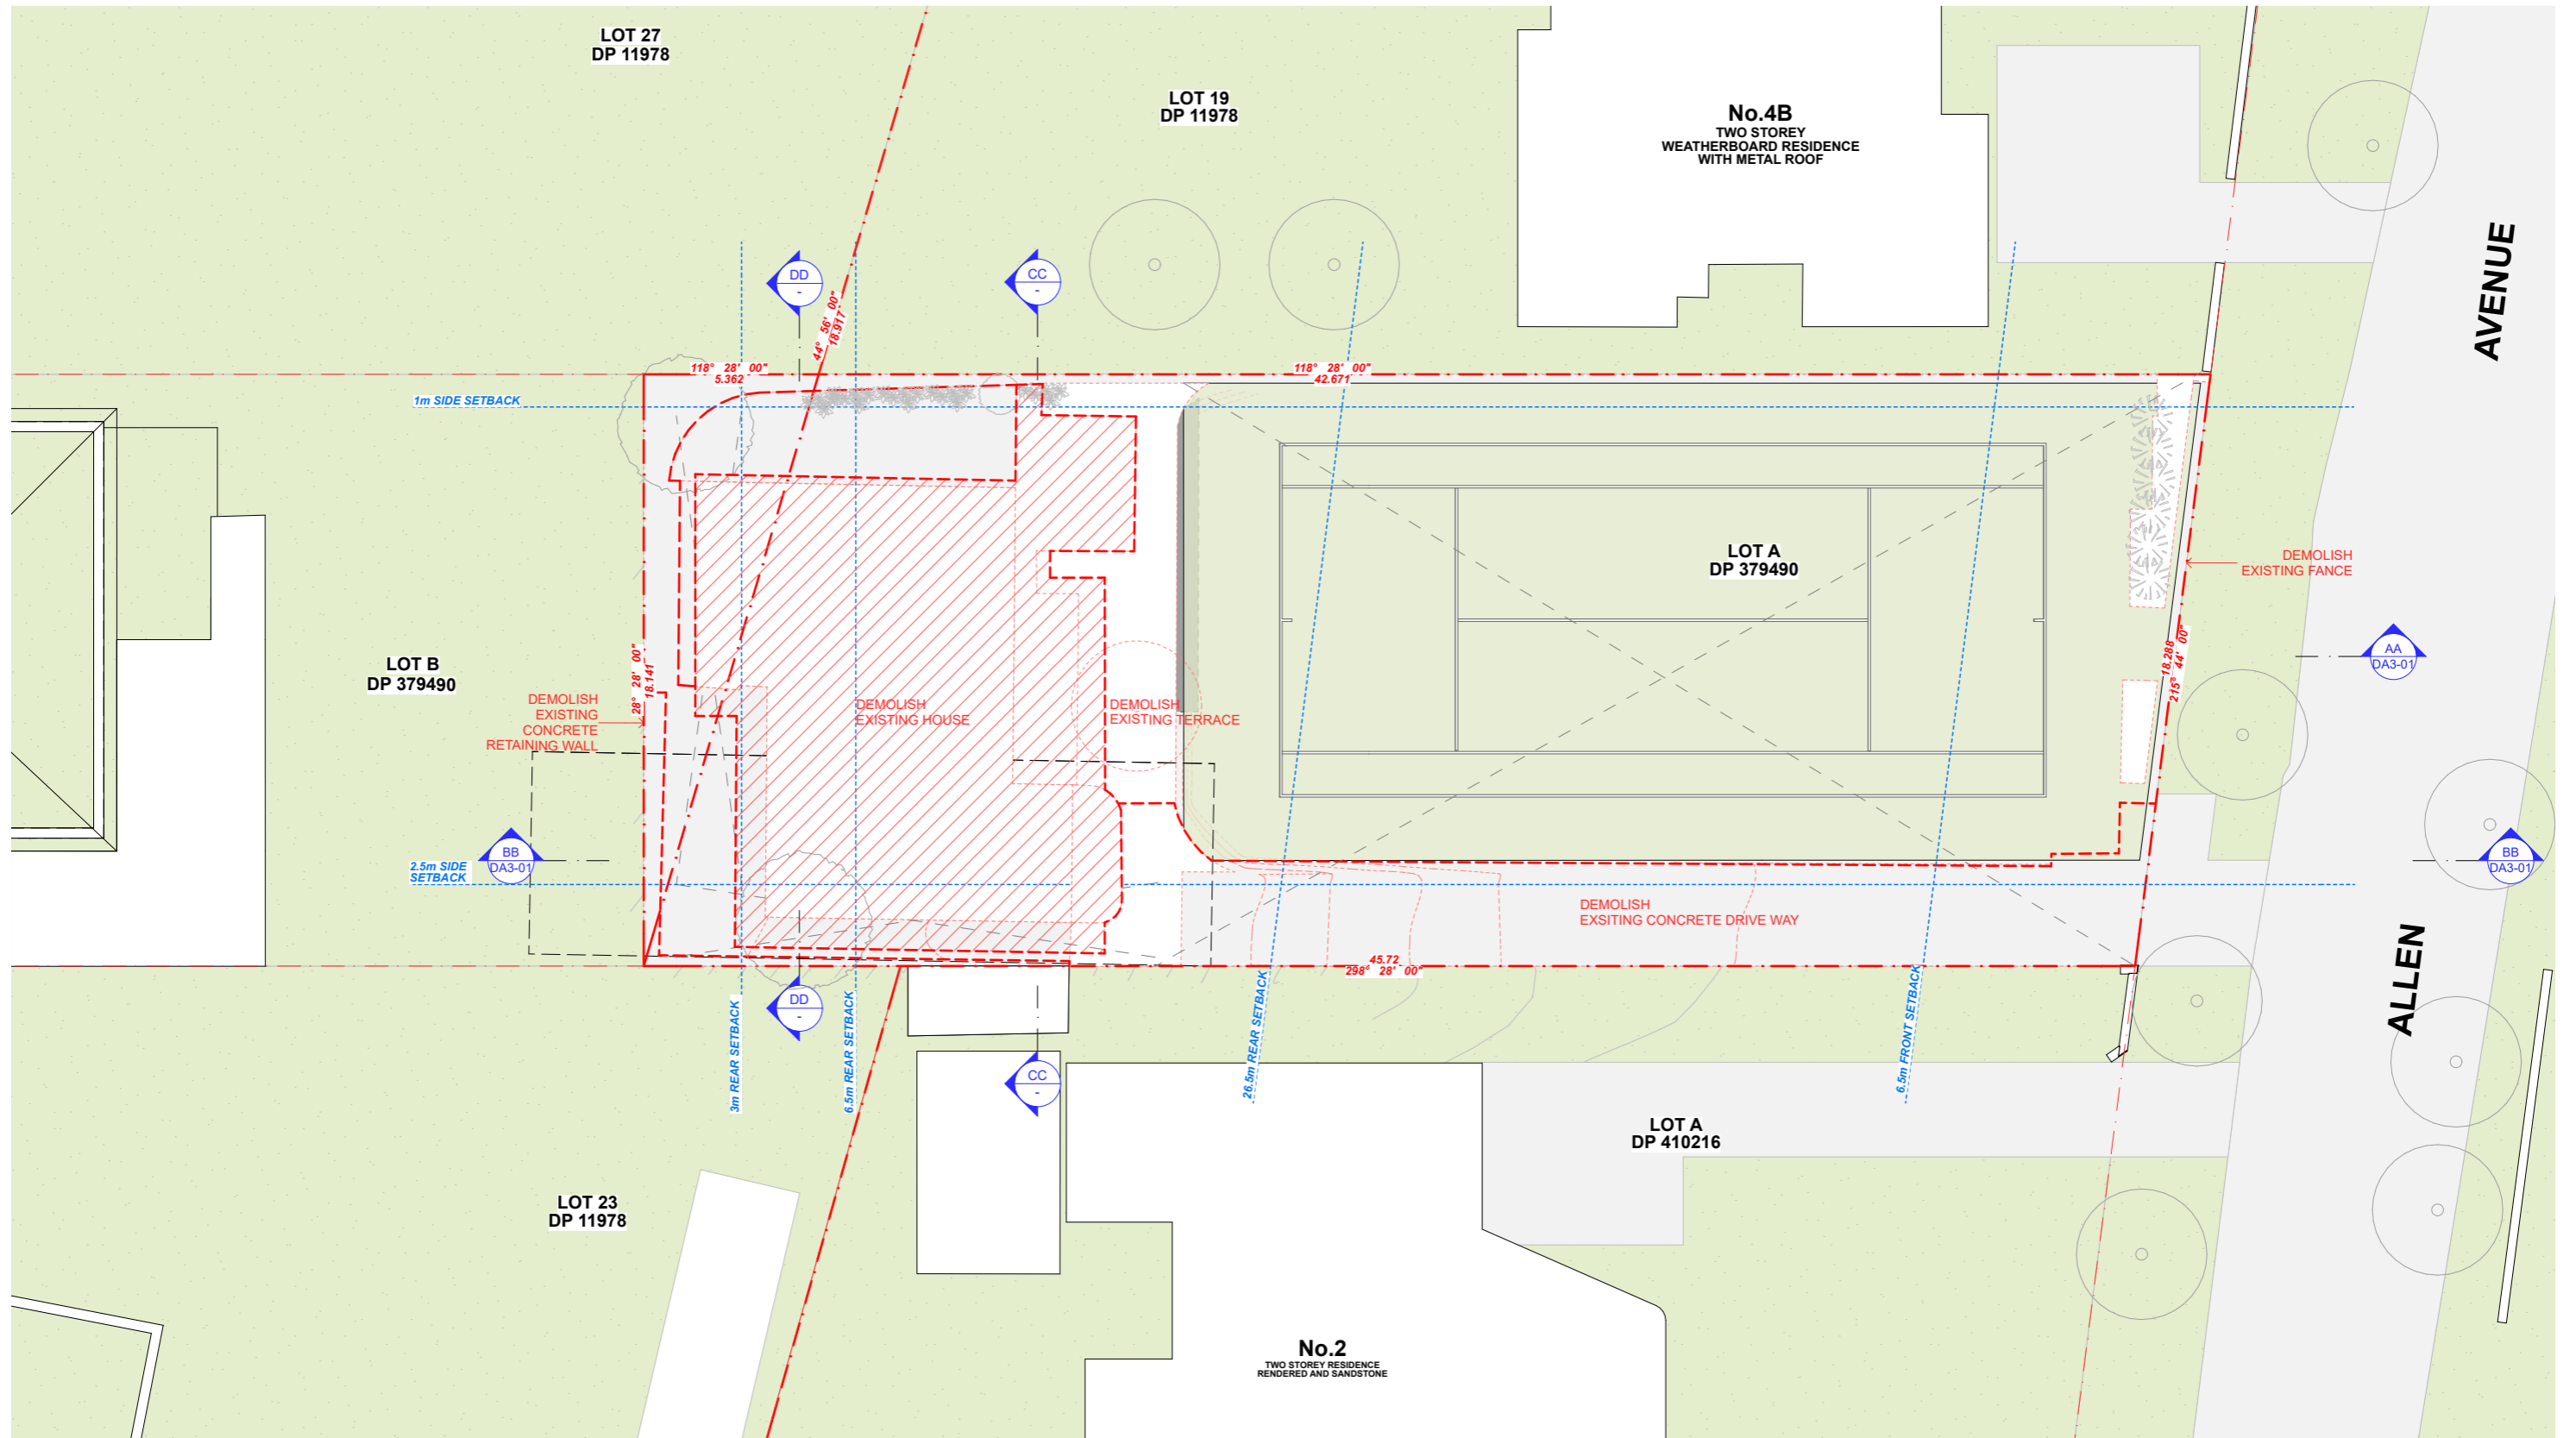 LOT 27
DP 11978
LOT 19
DP 11978
No.4B
TWO STOREY
WEATHERBOARD RESIDENCE
WITH METAL ROOF
AVENUE
DD
-
CC
-
44° 56' 00"
18.917
118° 28' 00"
5.362
118° 28' 00"
42.671
1m SIDE SETBACK
LOT A
DP 379490
DEMOLISH
EXISTING FANCE
LOT B
DP 379490
28° 28' 00"
18.141
18.288
215° 44' 00"
AA
DA3-01
DEMOLISH
EXISTING
CONCRETE
RETAINING WALL
DEMOLISH
EXISTING HOUSE
DEMOLISH
EXISTING TERRACE
BB
DA3-01
BB
DA3-01
2.5m SIDE
SETBACK
DEMOLISH
EXSITING CONCRETE DRIVE WAY
45.72
298° 28' 00"
ALLEN
DD
-
3m REAR SETBACK
6.5m REAR SETBACK
26.5m REAR SETBACK
6.5m FRONT SETBACK
CC
-
LOT A
DP 410216
LOT 23
DP 11978
No.2
TWO STOREY RESIDENCE
RENDERED AND SANDSTONE